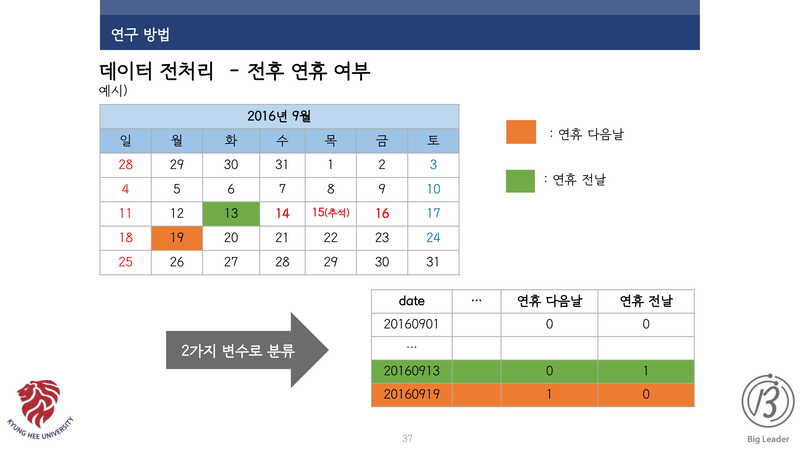 연구 방법
데이터 전처리 - 전후 연휴 여부
예시)
2016년 9월
일 월 화 수 목 금 토
28 29 30 31 1 2 3
4 5 6 7 8 9 10
11 12 13 14 15(추석) 16 17
18 19 20 21 22 23 24
25 26 27 28 29 30 31
: 연휴 다음날
: 연휴 전날
2가지 변수로 분류
date … 연휴 다음날 연휴 전날
20160901 0 0
…
20160913 0 1
20160919 1 0
KYUNG HEE UNIVERSITY
37
Big Leader